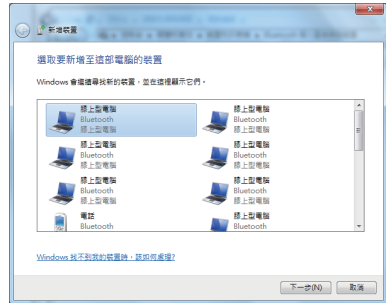 新增裝置
選取要新增至這部電腦的裝置
Windows 會繼續尋找新的裝置，並在這裡顯示它們。
膝上型電腦
Bluetooth
膝上型電腦
膝上型電腦
Bluetooth
膝上型電腦
膝上型電腦
Bluetooth
膝上型電腦
膝上型電腦
Bluetooth
膝上型電腦
膝上型電腦
Bluetooth
膝上型電腦
膝上型電腦
Bluetooth
膝上型電腦
電話
Bluetooth
膝上型電腦
Bluetooth
Windows 找不到我的裝置時，該如何處理?
下一步(N)
取消